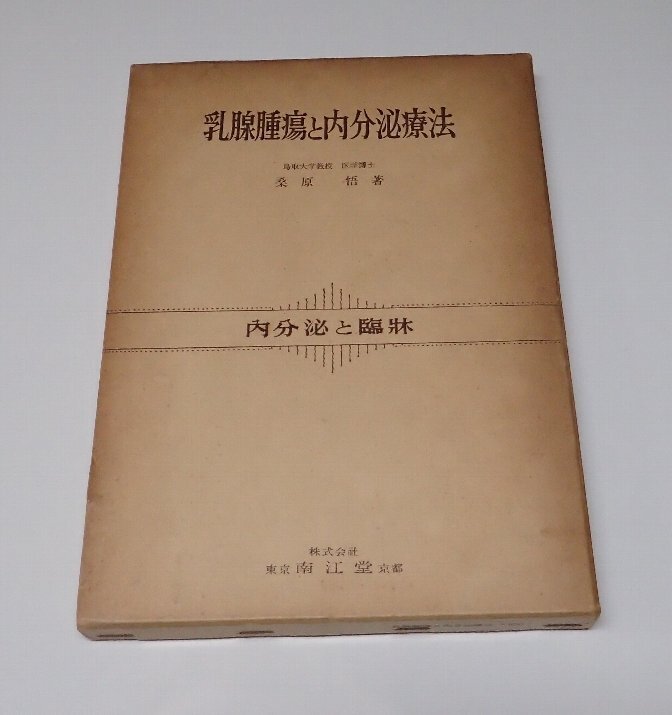 乳腺腫瘍と内分泌療法
鳥取大学教授 医学博士
桑原 悟著
内分泌と臨牀
株式会社
東京 南江堂 京都